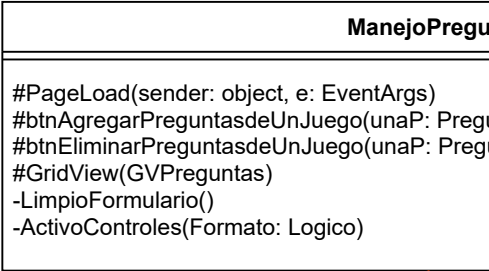 ManejoPregu
#PageLoad(sender: object, e: EventArgs)
#btnAgregarPreguntasdeUnJuego(unaP: Pregu
#btnEliminarPreguntasdeUnJuego(unaP: Pregu
#GridView(GVPreguntas)
-LimpioFormulario()
-ActivoControles(Formato: Logico)